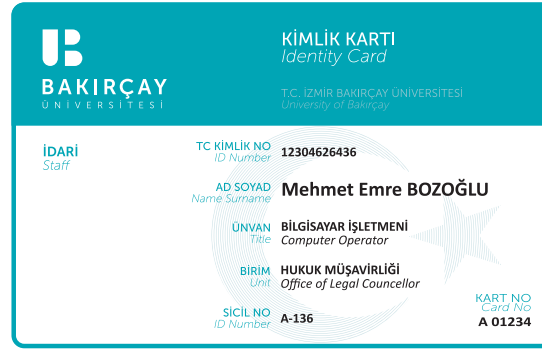 BAKIRÇAY
ÜNİVERSİTESİ
KİMLİK KARTI
Identity Card
T.C. İZMİR BAKIRÇAY ÜNİVERSİTESİ
University of Bakırçay
İDARİ
Staff
TC KİMLİK NO
ID Number
12304626436
AD SOYAD
Name Surname
Mehmet Emre BOZOĞLU
ÜNVAN
Title
BİLGİSAYAR İŞLETMENİ
Computer Operator
BİRİM
Unit
HUKUK MÜŞAVİRLİĞİ
Office of Legal Councellor
SİCİL NO
ID Number
A-136
KART NO
Card No
A 01234